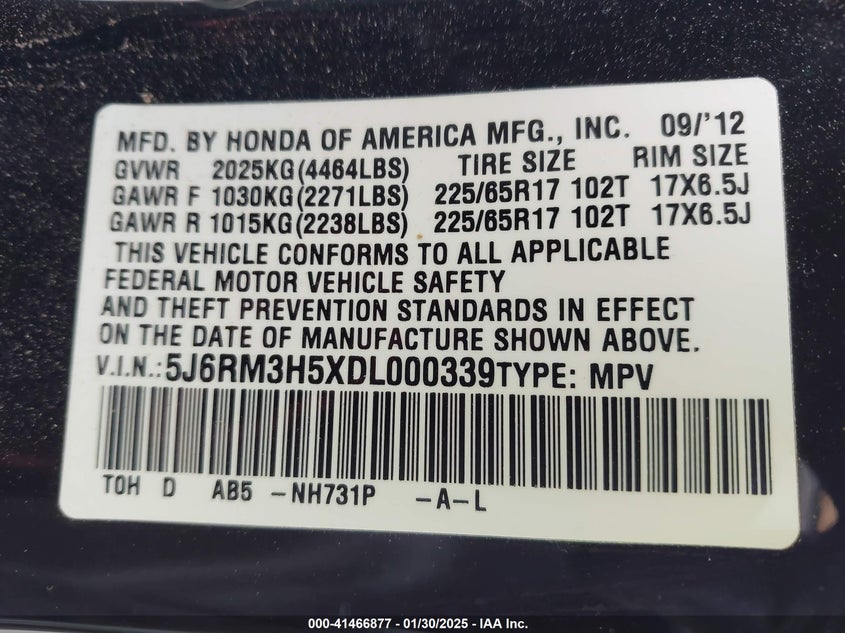 MFD. BY HONDA OF AMERICA MFG., INC. 09/'12
GVWR 2025KG(4464LBS) TIRE SIZE RIM SIZE
GAWR F 1030KG(2271LBS) 225/65R17 102T 17X6.5J
GAWR R 1015KG(2238LBS) 225/65R17 102T 17X6.5J
THIS VEHICLE CONFORMS TO ALL APPLICABLE
FEDERAL MOTOR VEHICLE SAFETY
AND THEFT PREVENTION STANDARDS IN EFFECT
ON THE DATE OF MANUFACTURE SHOWN ABOVE.
V.I.N.: 5J6RM3H5XDL000339 TYPE: MPV
TOH D AB5 -NH731P -A-L
000-41466877 - 01/30/2025 - IAA Inc.